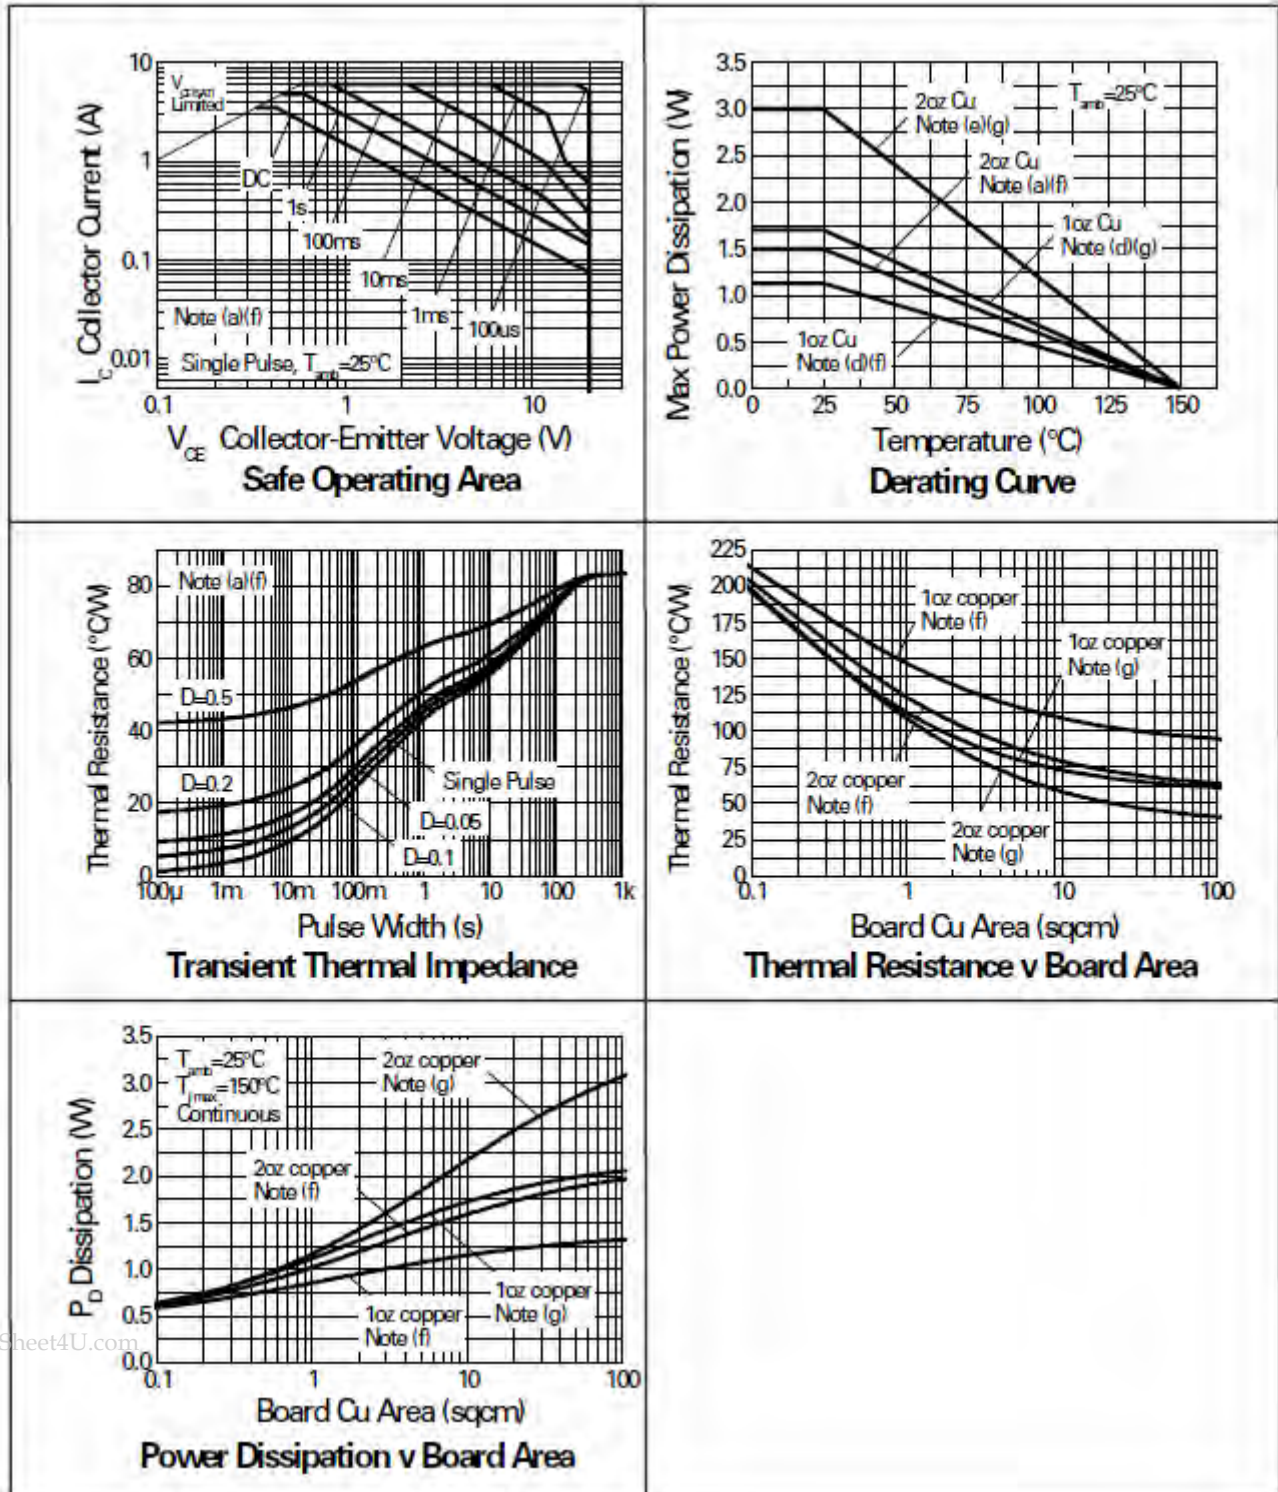 10
1
0.1
0.01
I_C Collector Current (A)
V_CE(sat)
Limited
DC
1s
100ms
10ms
1ms
100us
Note (a)(f)
Single Pulse, T_amb=25°C
0.1 1 10
V_CE Collector-Emitter Voltage (V)
Safe Operating Area
3.5
3.0
2.5
2.0
1.5
1.0
0.5
0.0
Max Power Dissipation (W)
T_amb=25°C
2oz Cu
Note (e)(g)
2oz Cu
Note (a)(f)
1oz Cu
Note (d)(g)
1oz Cu
Note (d)(f)
0 25 50 75 100 125 150
Temperature (°C)
Derating Curve
80
60
40
20
0
Thermal Resistance (°C/W)
Note (a)(f)
D=0.5
D=0.2
Single Pulse
D=0.05
D=0.1
100µ 1m 10m 100m 1 10 100 1k
Pulse Width (s)
Transient Thermal Impedance
225
200
175
150
125
100
75
50
25
0
Thermal Resistance (°C/W)
1oz copper
Note (f)
1oz copper
Note (g)
2oz copper
Note (f)
2oz copper
Note (g)
0.1 1 10 100
Board Cu Area (sqcm)
Thermal Resistance v Board Area
3.5
3.0
2.5
2.0
1.5
1.0
0.5
0.0
P_D Dissipation (W)
T_amb=25°C
T_jmax=150°C
Continuous
2oz copper
Note (g)
2oz copper
Note (f)
1oz copper
Note (g)
1oz copper
Note (f)
0.1 1 10 100
Board Cu Area (sqcm)
Power Dissipation v Board Area
Sheet4U.com